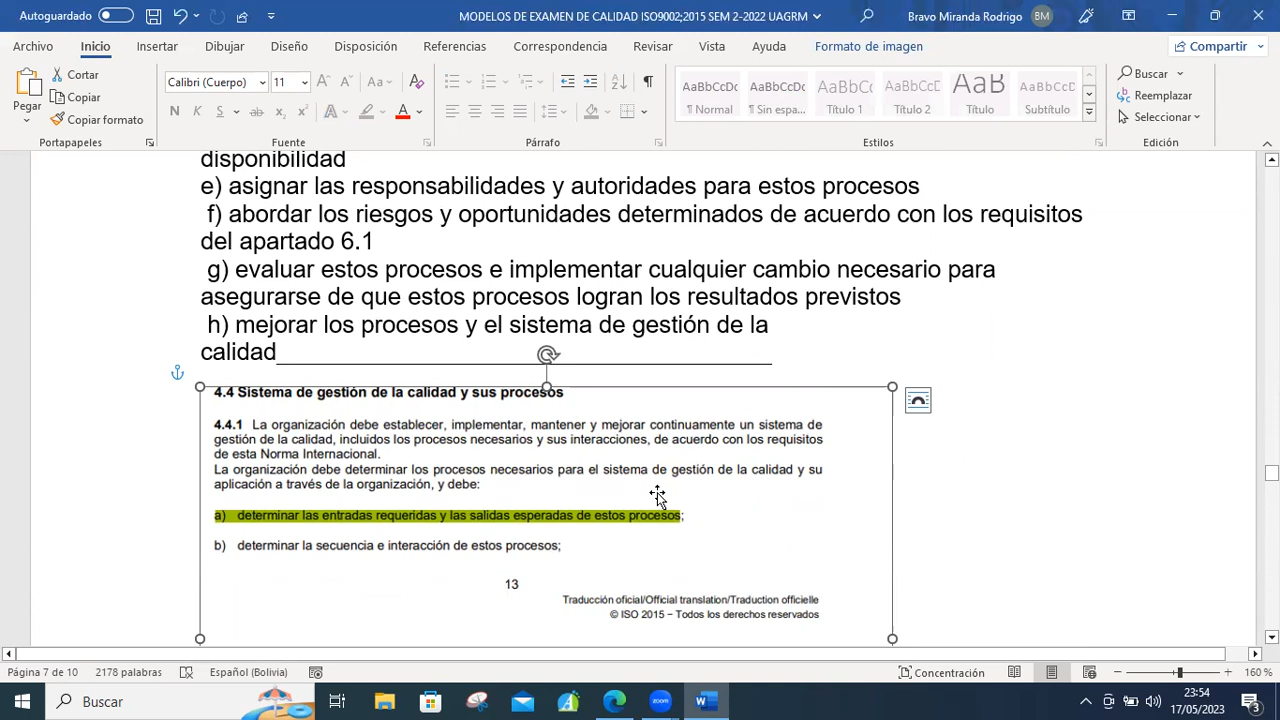 Autoguardado
MODELOS DE EXAMEN DE CALIDAD ISO9002;2015 SEM 2-2022 UAGRM
Bravo Miranda Rodrigo BM
Archivo Inicio Insertar Dibujar Diseño Disposición Referencias Correspondencia Revisar Vista Ayuda Formato de imagen Compartir
Pegar
Cortar
Copiar
Copiar formato
Portapapeles
Calibri (Cuerpo) 11
N K S ab
Fuente
Párrafo
AaBbCcDc AaBbCcDc AaBbCc AaBbCcD AaB AaBbCcD
¶ Normal ¶ Sin espa... Título 1 Título 2 Título Subtítulo
Estilos
Buscar
Reemplazar
Seleccionar
Edición
disponibilidad
e) asignar las responsabilidades y autoridades para estos procesos
f) abordar los riesgos y oportunidades determinados de acuerdo con los requisitos
del apartado 6.1
g) evaluar estos procesos e implementar cualquier cambio necesario para
asegurarse de que estos procesos logran los resultados previstos
h) mejorar los procesos y el sistema de gestión de la
calidad
4.4 Sistema de gestión de la calidad y sus procesos
4.4.1 La organización debe establecer, implementar, mantener y mejorar continuamente un sistema de
gestión de la calidad, incluidos los procesos necesarios y sus interacciones, de acuerdo con los requisitos
de esta Norma Internacional.
La organización debe determinar los procesos necesarios para el sistema de gestión de la calidad y su
aplicación a través de la organización, y debe:
a) determinar las entradas requeridas y las salidas esperadas de estos procesos;
b) determinar la secuencia e interacción de estos procesos;
13
Traducción oficial/Official translation/Traduction officielle
© ISO 2015 – Todos los derechos reservados
Página 7 de 10 2178 palabras Español (Bolivia) Concentración 160 %
Buscar
zoom
23:54
17/05/2023
3